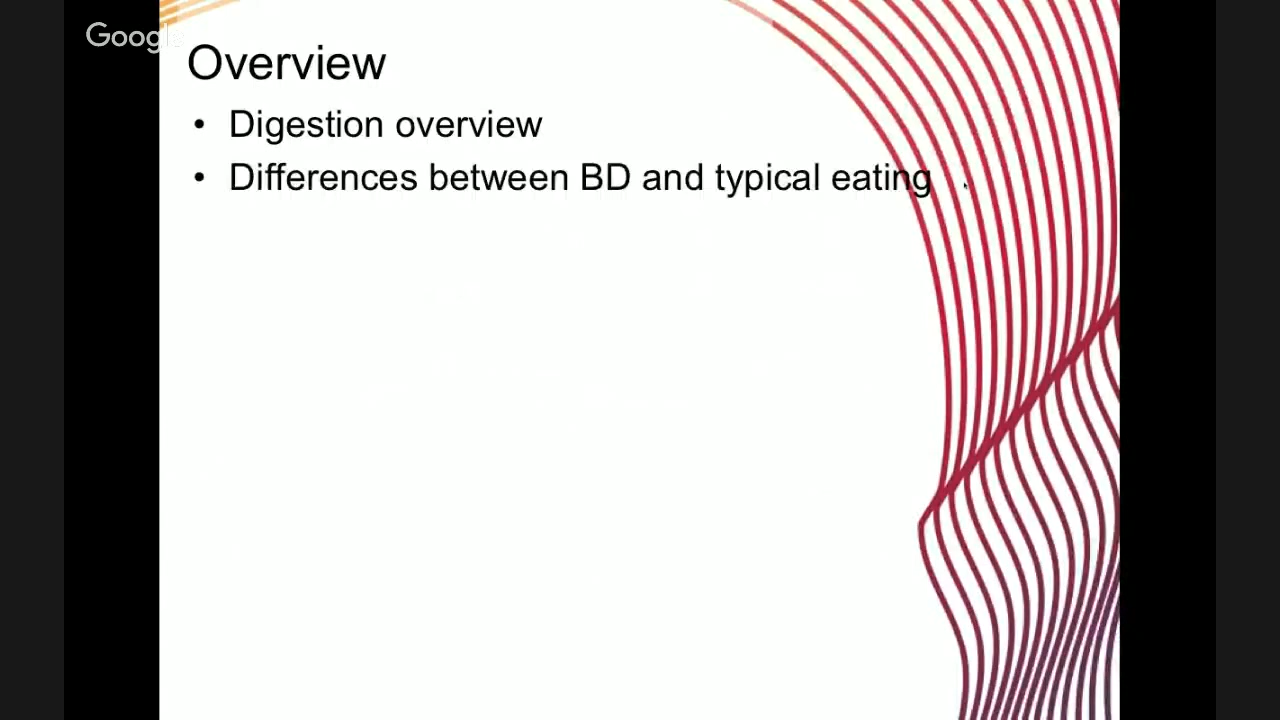 Google
Overview
• Digestion overview
• Differences between BD and typical eating